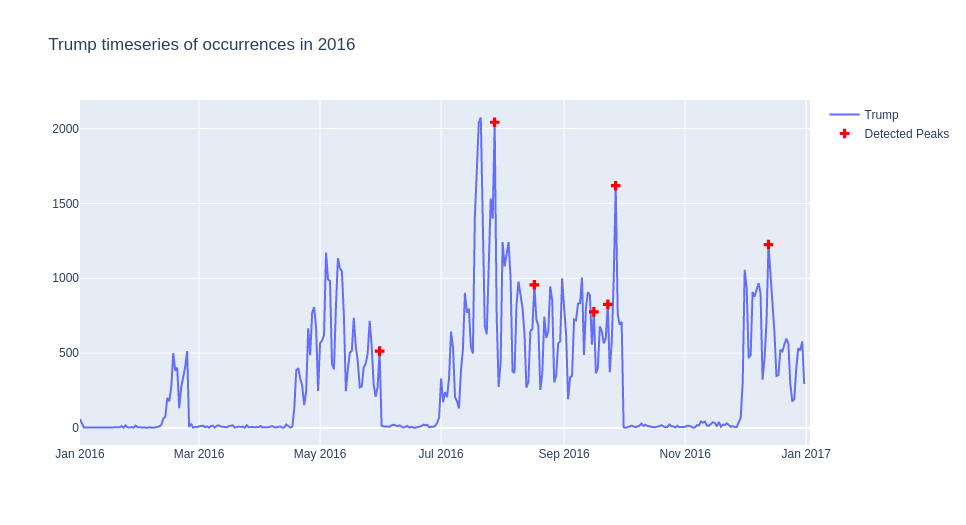 Trump timeseries of occurrences in 2016
2000
1500
1000
500
0
Jan 2016
Mar 2016
May 2016
Jul 2016
Sep 2016
Nov 2016
Jan 2017
Trump
Detected Peaks